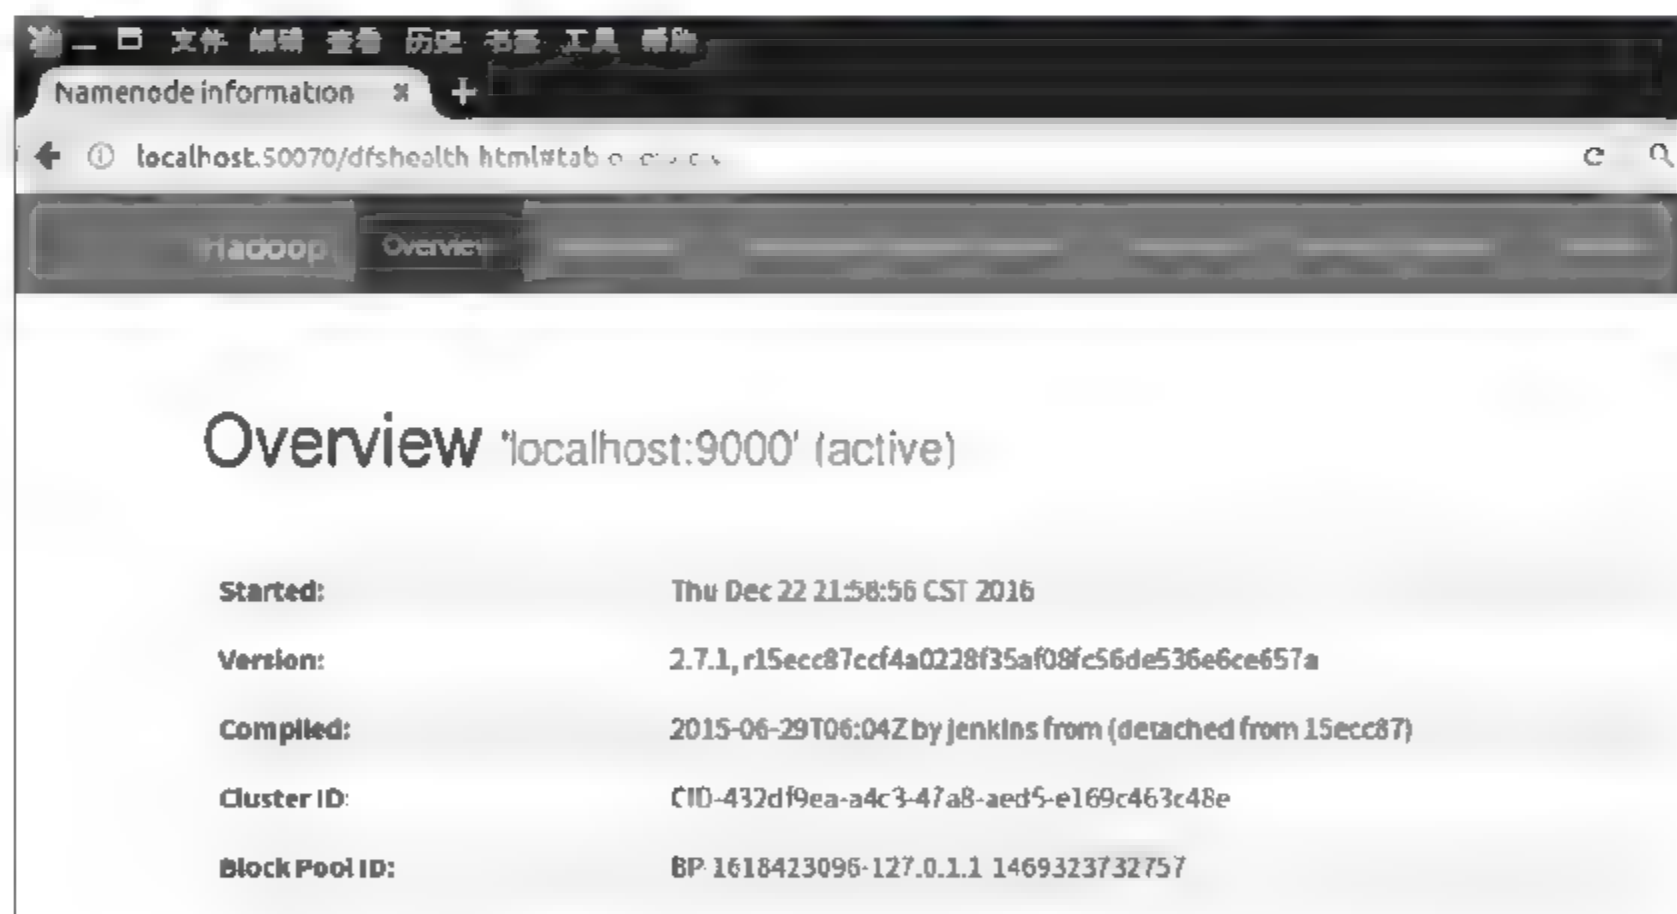 文件 编辑 查看 历史 书签 工具 帮助
Namenode information
localhost:50070/dfshealth.html#tab
Hadoop Overview
Overview 'localhost:9000' (active)
Started: Thu Dec 22 21:58:56 CST 2016
Version: 2.7.1, r15ecc87ccf4a0228f35af08fc56de536e6ce657a
Compiled: 2015-06-29T06:04Z by jenkins from (detached from 15ecc87)
Cluster ID: CID-432df9ea-a4c3-47a8-aed5-e169c463c48e
Block Pool ID: BP-1618423096-127.0.1.1-1469323732757